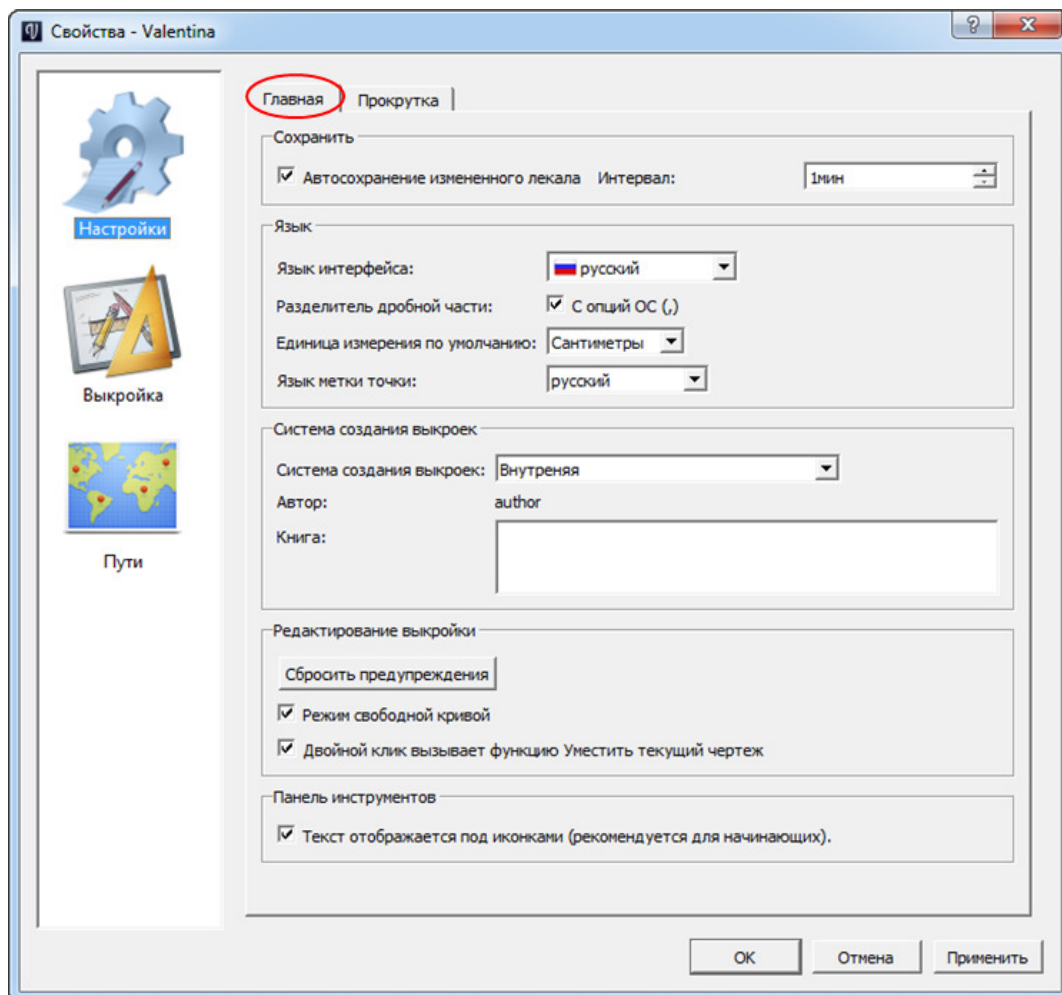 Свойства - Valentina
Настройки
Выкройка
Пути
Главная Прокрутка
Сохранить
Автосохранение измененного лекала Интервал: 1мин
Язык
Язык интерфейса: русский
Разделитель дробной части: С опций ОС (,)
Единица измерения по умолчанию: Сантиметры
Язык метки точки: русский
Система создания выкроек
Система создания выкроек: Внутреняя
Автор: author
Книга:
Редактирование выкройки
Сбросить предупреждения
Режим свободной кривой
Двойной клик вызывает функцию Уместить текущий чертеж
Панель инструментов
Текст отображается под иконками (рекомендуется для начинающих).
OK Отмена Применить